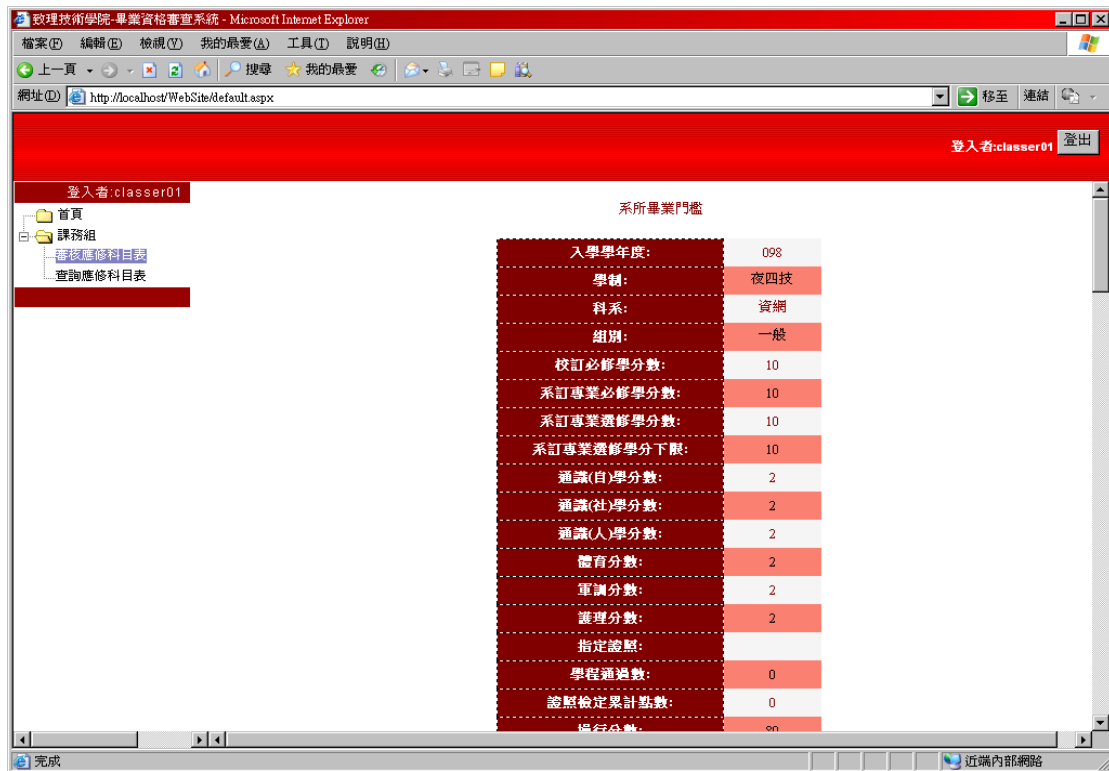 致理技術學院-畢業資格審查系統 - Microsoft Internet Explorer
檔案(F) 編輯(E) 檢視(V) 我的最愛(A) 工具(T) 說明(H)
上一頁 搜尋 我的最愛
網址(D) http://localhost/WebSite/default.aspx 移至 連結
登入者:classer01 登出
登入者:classer01
首頁
課務組
審核應修科目表
查詢應修科目表
系所畢業門檻
入學學年度: 098
學制: 夜四技
科系: 資網
組別: 一般
校訂必修學分數: 10
系訂專業必修學分數: 10
系訂專業選修學分數: 10
系訂專業選修學分下限: 10
通識(自)學分數: 2
通識(社)學分數: 2
通識(人)學分數: 2
體育分數: 2
軍訓分數: 2
護理分數: 2
指定證照:
學程通過數: 0
證照檢定累計點數: 0
操行分數: 80
完成 近端內部網路